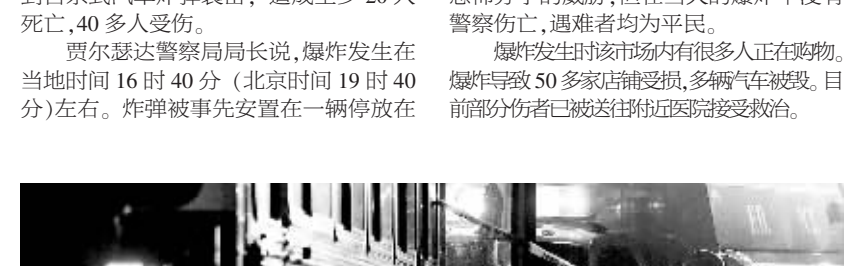 死亡,40 多人受伤。
贾尔瑟达警察局局长说,爆炸发生在
当地时间 16 时 40 分 (北京时间 19 时 40
分)左右。炸弹被事先安置在一辆停放在
警察伤亡,遇难者均为平民。
爆炸发生时该市场内有很多人正在购物。
爆炸导致 50 多家店铺受损,多辆汽车被毁。目
前部分伤者已被送往附近医院接受救治。